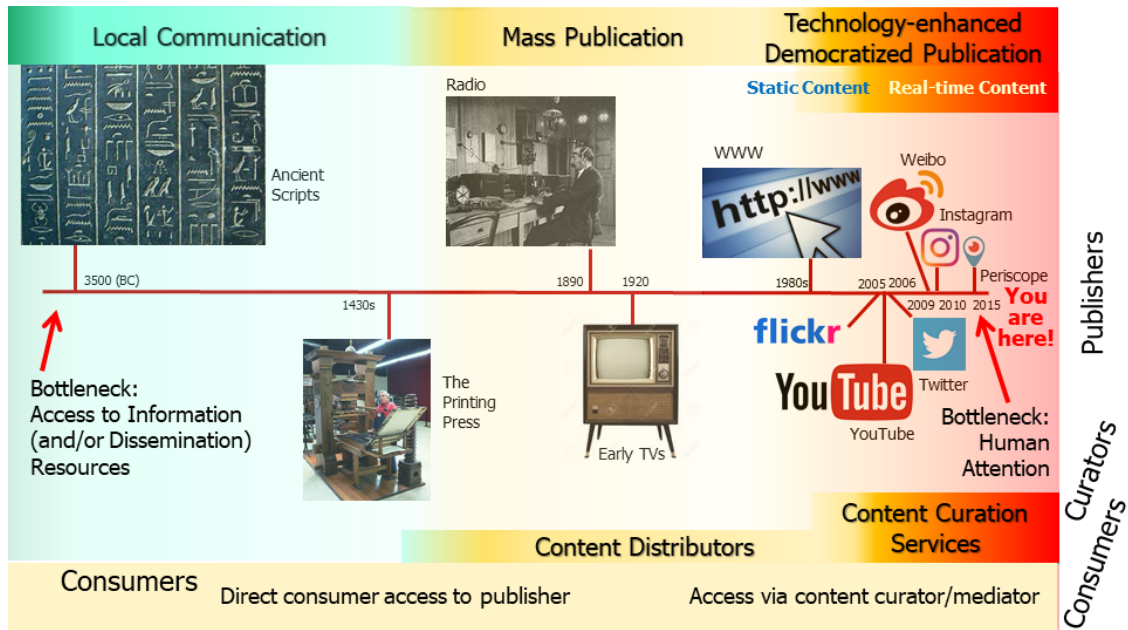 Local Communication
Mass Publication
Technology-enhanced
Democratized Publication
Static Content
Real-time Content
Radio
WWW
Weibo
Ancient
Scripts
http://www
Instagram
Periscope
3500 (BC)
1430s
1890
1920
1980s
2005
2006
2009
2010
2015
You
are
here!
Publishers
flickr
Bottleneck:
Access to Information
(and/or Dissemination)
Resources
The
Printing
Press
Early TVs
YouTube
YouTube
Twitter
Bottleneck:
Human
Attention
Curators
Content Curation
Services
Content Distributors
Consumers
Consumers
Direct consumer access to publisher
Access via content curator/mediator